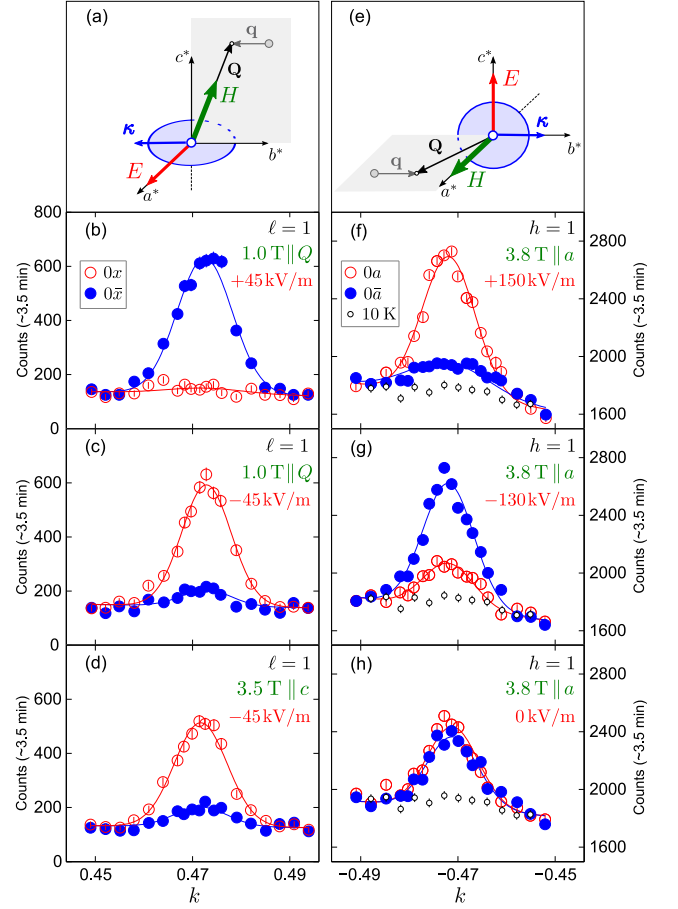 (a)
c*
q
Q
H
κ
E
b*
a*
(b)
ℓ = 1
1.0 T ∥ Q
+45 kV/m
0x
0x̄
800
600
400
200
0
Counts (~3.5 min)
(c)
ℓ = 1
1.0 T ∥ Q
−45 kV/m
600
400
200
0
Counts (~3.5 min)
(d)
ℓ = 1
3.5 T ∥ c
−45 kV/m
600
400
200
0
Counts (~3.5 min)
0.45 0.47 0.49
k
(e)
c*
E
κ
Q
q
H
b*
a*
(f)
h = 1
3.8 T ∥ a
+150 kV/m
0a
0ā
10 K
2800
2400
2000
1600
Counts (~3.5 min)
(g)
h = 1
3.8 T ∥ a
−130 kV/m
2800
2400
2000
1600
Counts (~3.5 min)
(h)
h = 1
3.8 T ∥ a
0 kV/m
2800
2400
2000
1600
Counts (~3.5 min)
−0.49 −0.47 −0.45
k